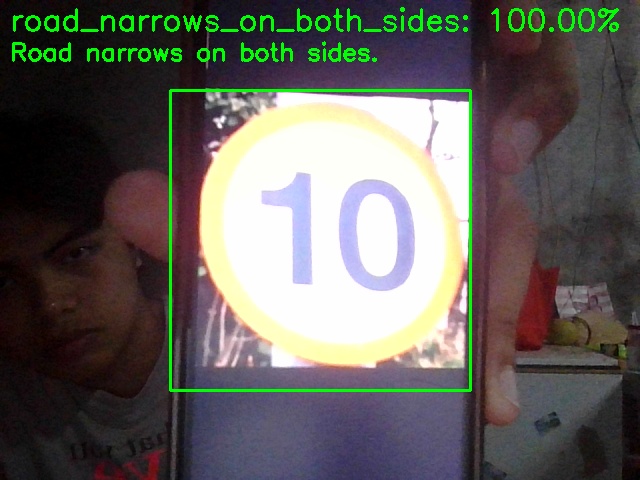 road_narrows_on_both_sides: 100.00%
Road narrows on both sides.
10